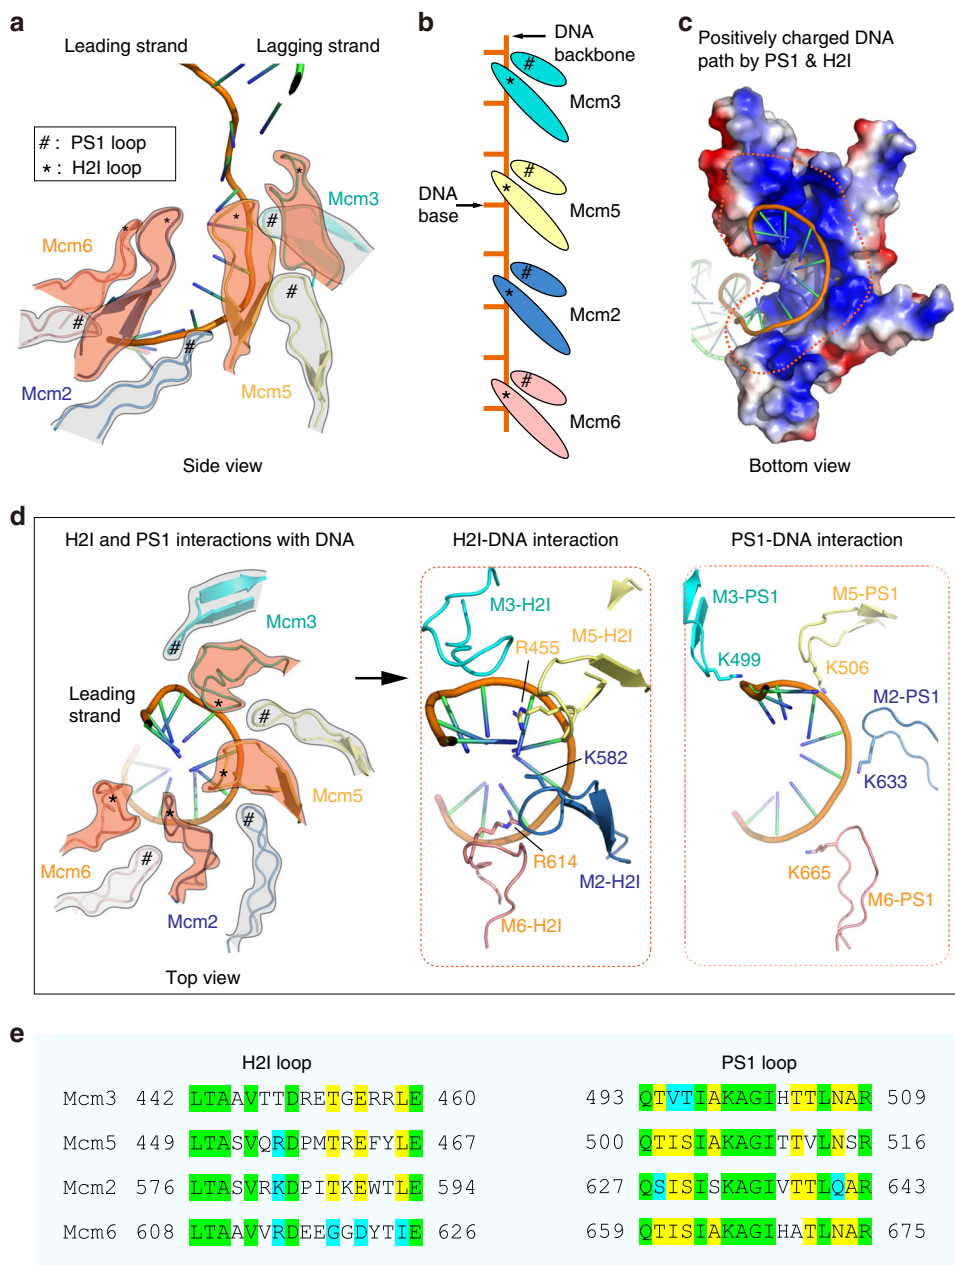 a
Leading strand
Lagging strand
# : PS1 loop
* : H2I loop
Mcm3
*
*
*
*
#
Mcm6
#
#
#
Mcm2
Mcm5
Side view
b
DNA
backbone
#
*
Mcm3
#
*
Mcm5
DNA
base
#
*
Mcm2
#
*
Mcm6
c
Positively charged DNA
path by PS1 & H2I
Bottom view
d
H2I and PS1 interactions with DNA
Mcm3
#
Leading
strand
*
#
*
Mcm5
*
*
#
#
Mcm6
Mcm2
Top view
H2I-DNA interaction
M3-H2I
M5-H2I
R455
K582
R614
M2-H2I
M6-H2I
PS1-DNA interaction
M3-PS1
M5-PS1
K499
K506
M2-PS1
K633
K665
M6-PS1
e
H2I loop
Mcm3 442 LTAAVTTDRETGERRLE 460
Mcm5 449 LTASVQRDPMTREFYLE 467
Mcm2 576 LTASVRKDPITKEWTLE 594
Mcm6 608 LTAAVVRDEEGGDYTIE 626
PS1 loop
493 QTVTIAKAGIHTTLNAR 509
500 QTISIAKAGITTVLNSR 516
627 QSISISKAGIVTTLQAR 643
659 QTISIAKAGIHATLNAR 675